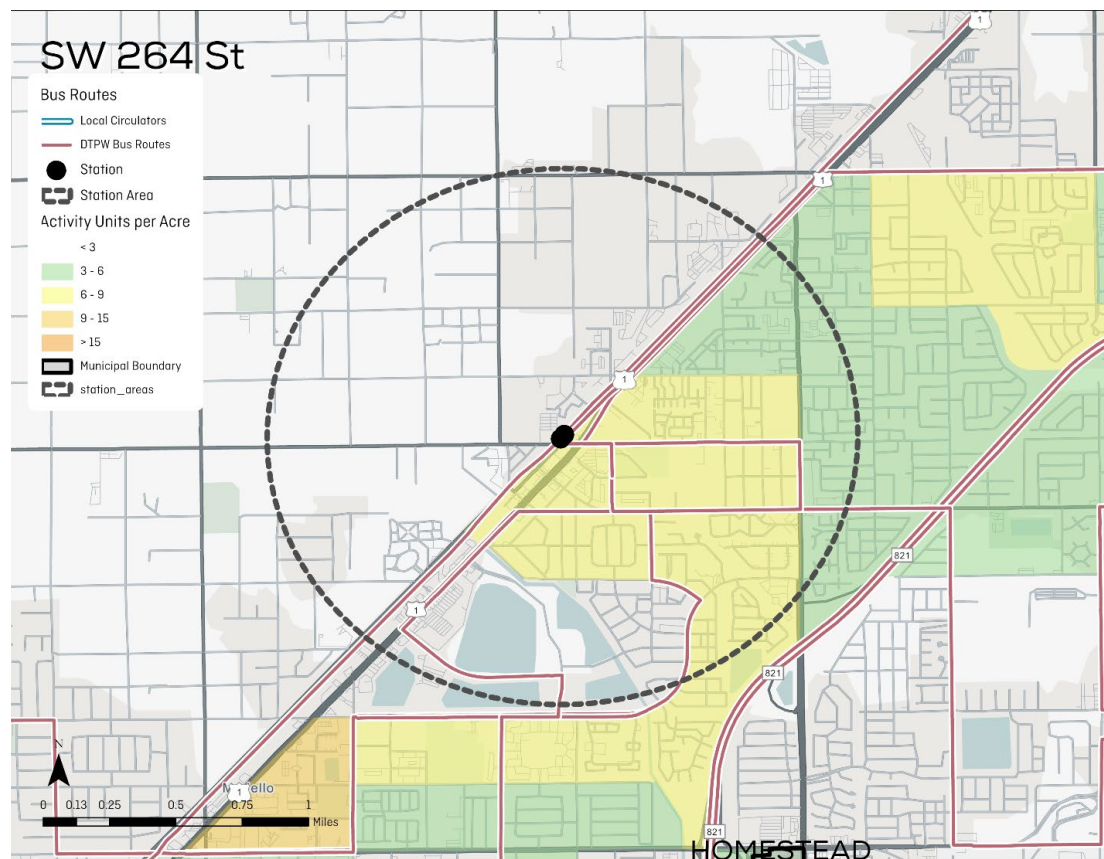 SW 264 St
Bus Routes
Local Circulators
DTPW Bus Routes
Station
Station Area
Activity Units per Acre
< 3
3 - 6
6 - 9
9 - 15
> 15
Municipal Boundary
station_areas
1
1
1
821
1
821
N
1
0 0.13 0.25 0.5 0.75 1
Miles
821
HOMESTEAD